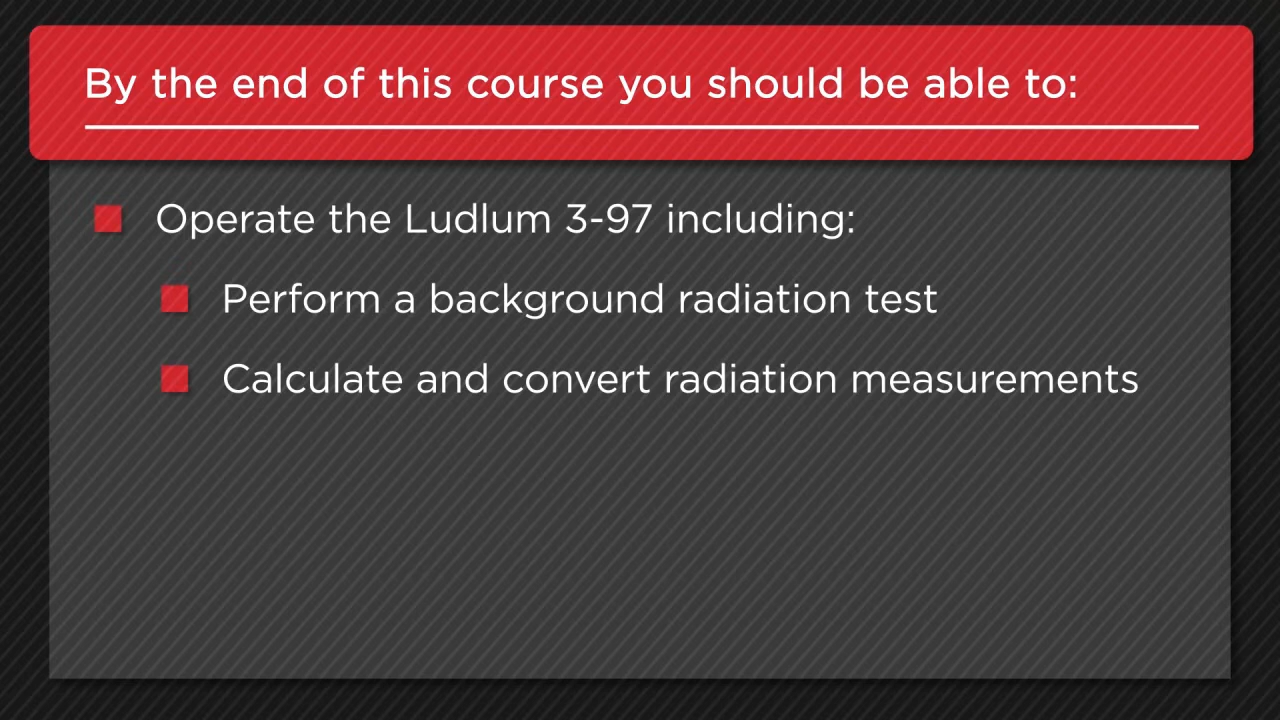 By the end of this course you should be able to:
Operate the Ludlum 3-97 including:
Perform a background radiation test
Calculate and convert radiation measurements